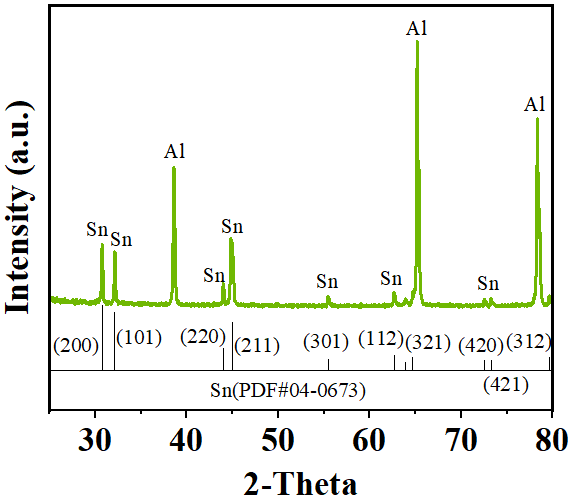 Intensity (a.u.)
Al
Al
Al
Sn
Sn
Sn
Sn
Sn
Sn
Sn
(200)
(101)
(220)
(211)
(301)
(112)
(321)
(420)
(312)
(421)
Sn(PDF#04-0673)
30
40
50
60
70
80
2-Theta